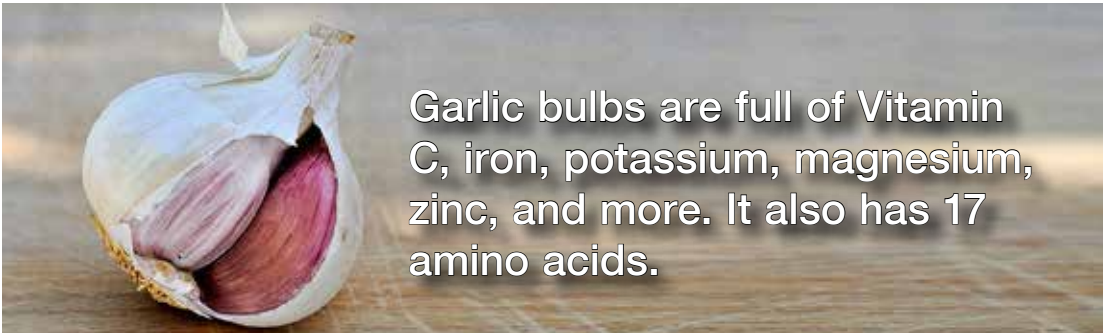 Garlic bulbs are full of Vitamin
C, iron, potassium, magnesium,
zinc, and more. It also has 17
amino acids.